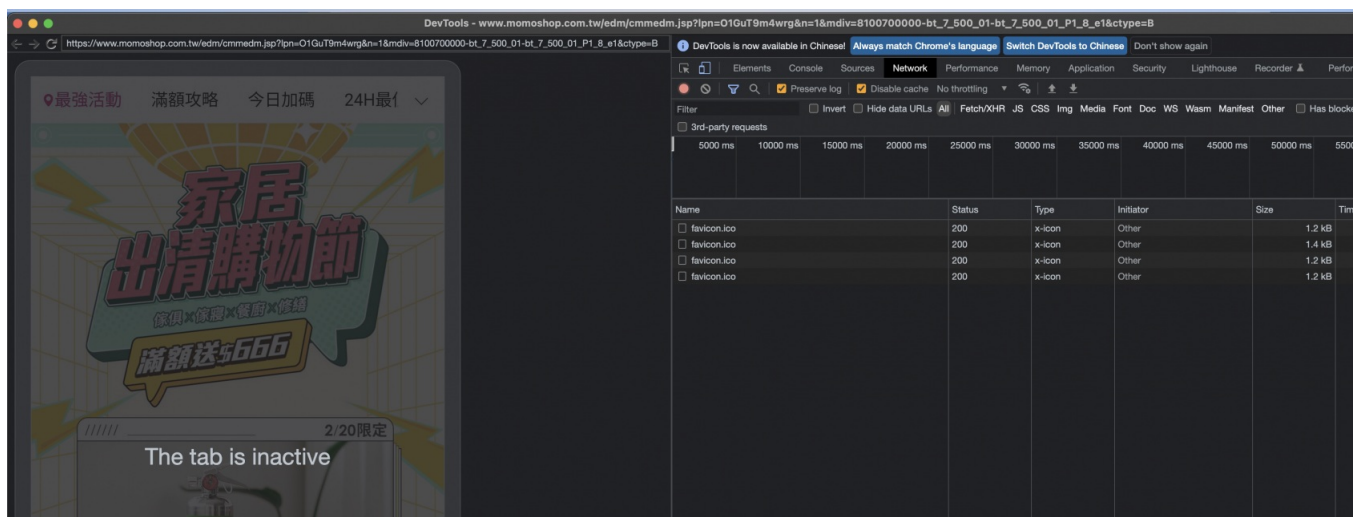 DevTools - www.momoshop.com.tw/edm/cmmedm.jsp?lpn=O1GuT9m4wrg&n=1&mdiv=8100700000-bt_7_500_01-bt_7_500_01_P1_8_e1&ctype=B
https://www.momoshop.com.tw/edm/cmmedm.jsp?lpn=O1GuT9m4wrg&n=1&mdiv=8100700000-bt_7_500_01-bt_7_500_01_P1_8_e1&ctype=B
最強活動 滿額攻略 今日加碼 24H最
家居
出清購物節
傢俱×傢寢×餐廚×修繕
滿額送$666
2/20限定
The tab is inactive
DevTools is now available in Chinese! Always match Chrome's language Switch DevTools to Chinese Don't show again
Elements Console Sources Network Performance Memory Application Security Lighthouse Recorder Perfor
Preserve log Disable cache No throttling
Filter Invert Hide data URLs All Fetch/XHR JS CSS Img Media Font Doc WS Wasm Manifest Other Has blocke
3rd-party requests
5000 ms 10000 ms 15000 ms 20000 ms 25000 ms 30000 ms 35000 ms 40000 ms 45000 ms 50000 ms 5500
Name Status Type Initiator Size Tim
favicon.ico 200 x-icon Other 1.2 kB
favicon.ico 200 x-icon Other 1.4 kB
favicon.ico 200 x-icon Other 1.2 kB
favicon.ico 200 x-icon Other 1.2 kB